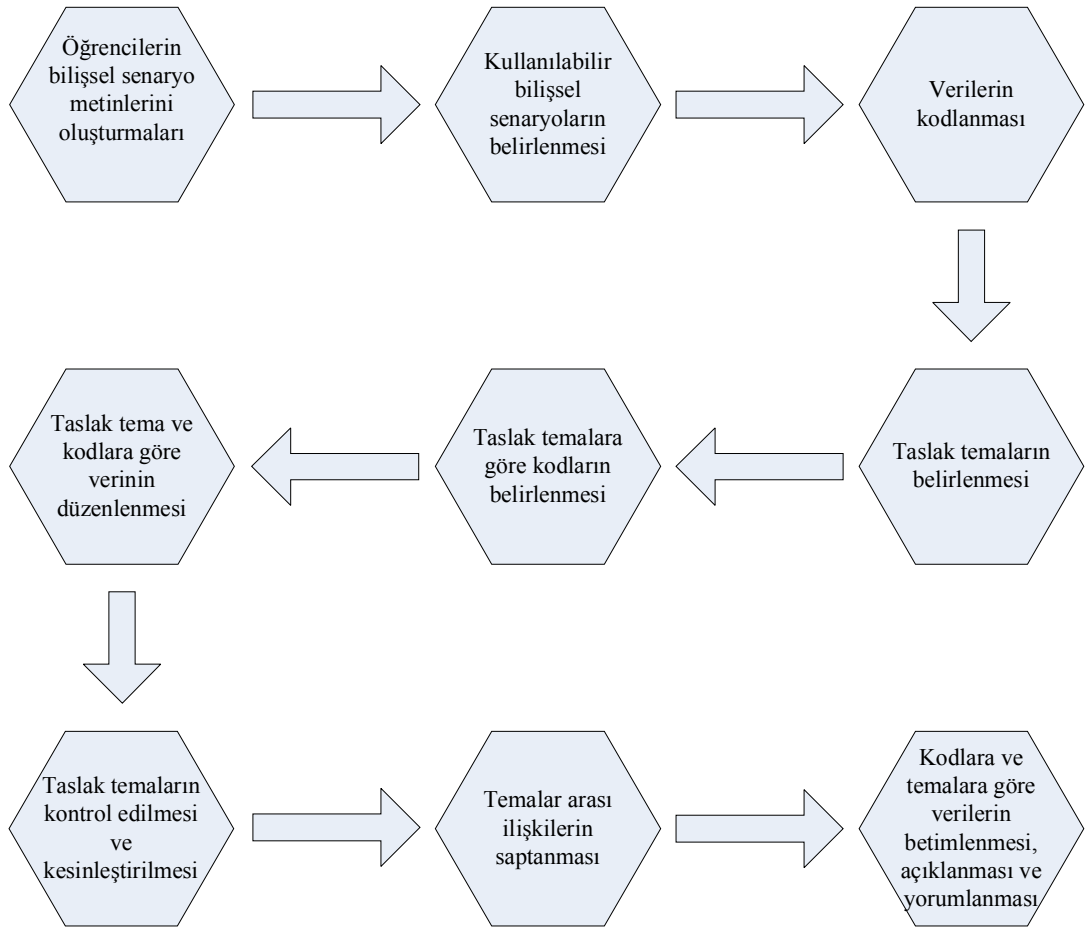 Öğrencilerin
bilişsel senaryo
metinlerini
oluşturmaları
Kullanılabilir
bilişsel
senaryoların
belirlenmesi
Verilerin
kodlanması
Taslak temaların
belirlenmesi
Taslak temalara
göre kodların
belirlenmesi
Taslak tema ve
kodlara göre
verinin
düzenlenmesi
Taslak temaların
kontrol edilmesi
ve
kesinleştirilmesi
Temalar arası
ilişkilerin
saptanması
Kodlara ve
temalara göre
verilerin
betimlenmesi,
açıklanması ve
yorumlanması